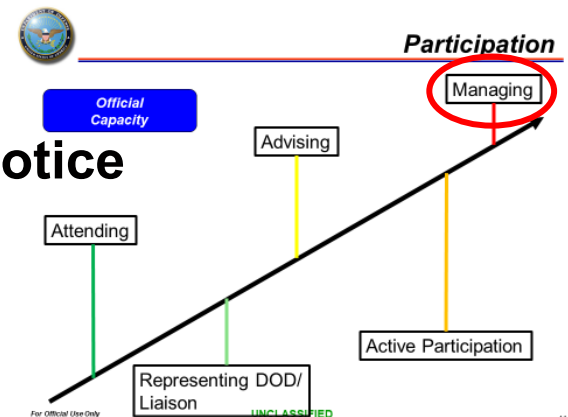 Participation
Managing
Official
Capacity
Advising
otice
Attending
Active Participation
Representing DOD/
Liaison
For Official Use Only
UNCLASSIFIED